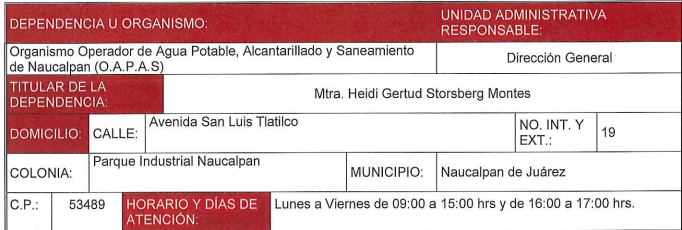 DEPENDENCIA U ORGANISMO:
UNIDAD ADMINISTRATIVA
RESPONSABLE:
Organismo Operador de Agua Potable, Alcantarillado y Saneamiento
de Naucalpan (O.A.P.A.S)
Dirección General
TITULAR DE LA
DEPENDENCIA:
Mtra. Heidi Gertud Storsberg Montes
DOMICILIO:
CALLE:
Avenida San Luis Tlatilco
NO. INT. Y
EXT.:
19
COLONIA:
Parque Industrial Naucalpan
MUNICIPIO:
Naucalpan de Juárez
C.P.:
53489
HORARIO Y DÍAS DE
ATENCIÓN:
Lunes a Viernes de 09:00 a 15:00 hrs y de 16:00 a 17:00 hrs.